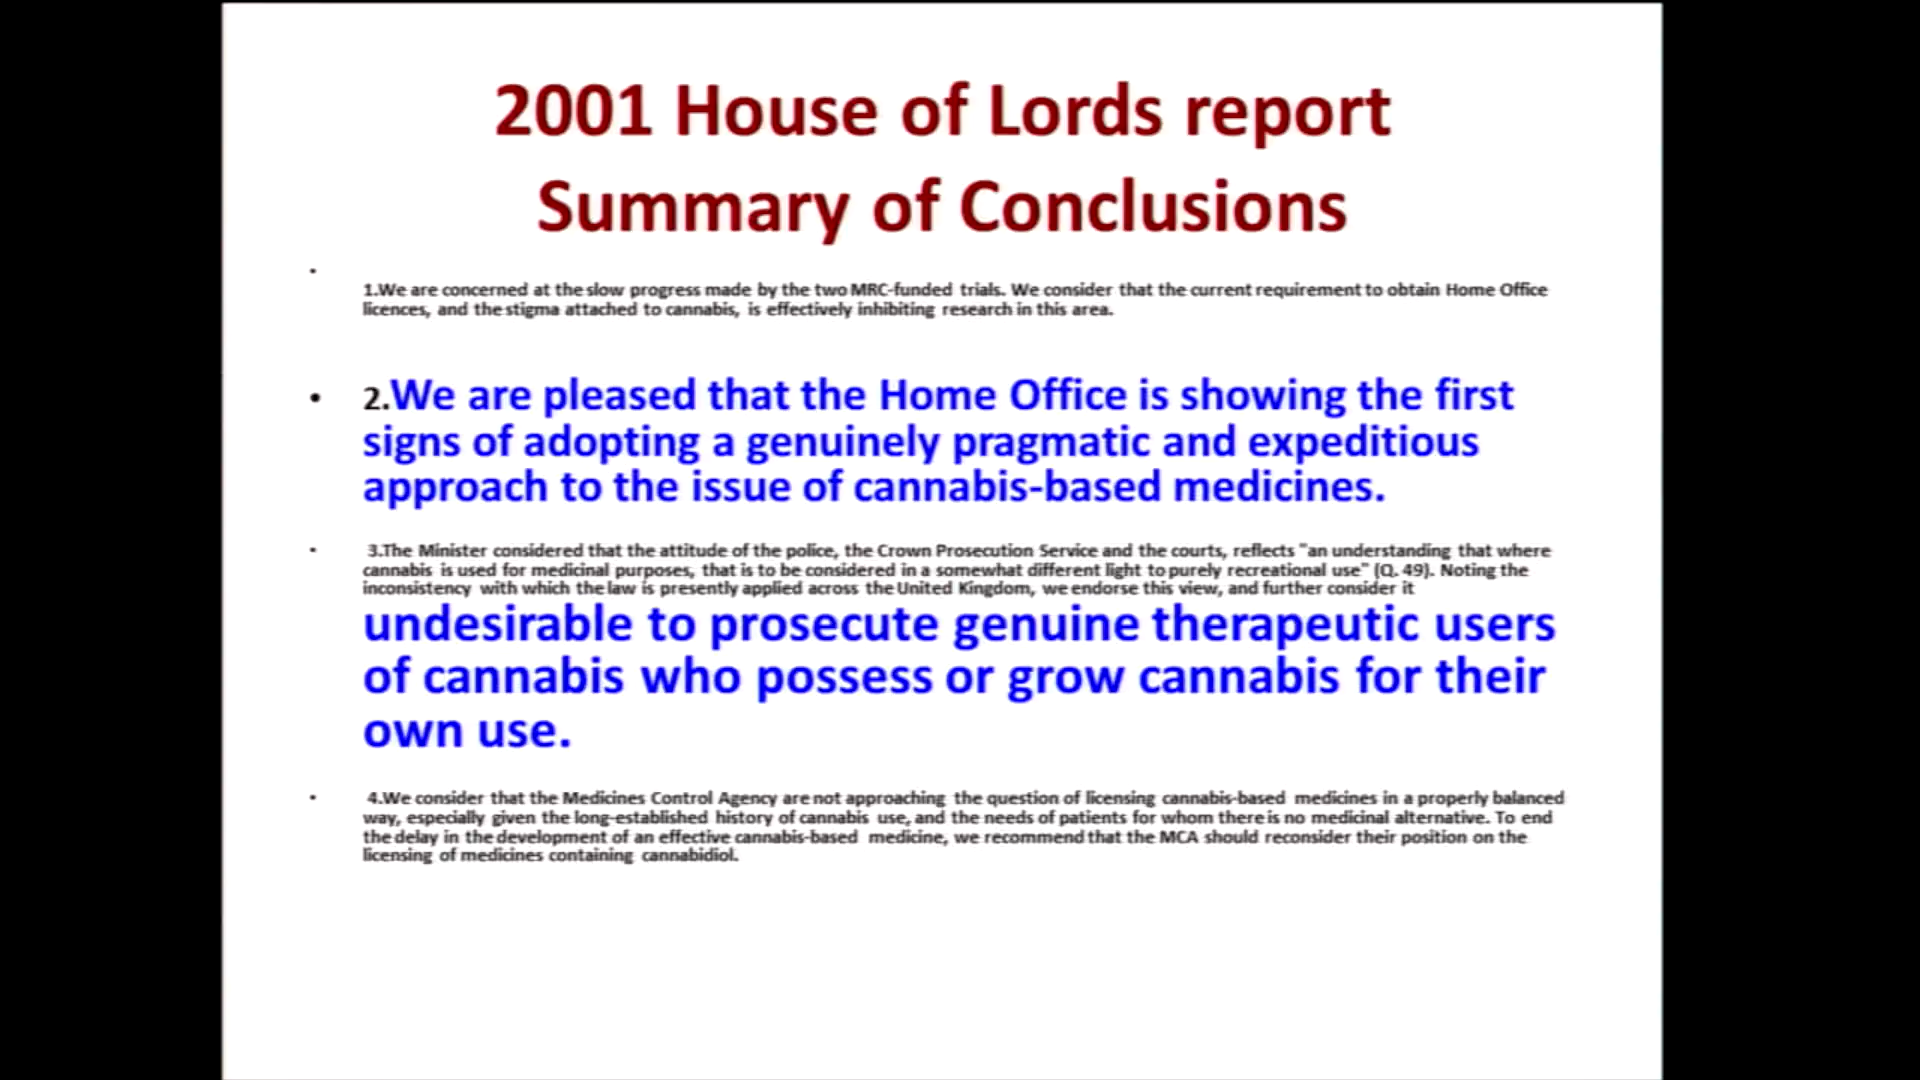 2001 House of Lords report
Summary of Conclusions
•
1.We are concerned at the slow progress made by the two MRC-funded trials. We consider that the current requirement to obtain Home Office
licences, and the stigma attached to cannabis, is effectively inhibiting research in this area.
• 2.We are pleased that the Home Office is showing the first
signs of adopting a genuinely pragmatic and expeditious
approach to the issue of cannabis-based medicines.
• 3.The Minister considered that the attitude of the police, the Crown Prosecution Service and the courts, reflects "an understanding that where
cannabis is used for medicinal purposes, that is to be considered in a somewhat different light to purely recreational use" (Q. 49). Noting the
inconsistency with which the law is presently applied across the United Kingdom, we endorse this view, and further consider it
undesirable to prosecute genuine therapeutic users
of cannabis who possess or grow cannabis for their
own use.
• 4.We consider that the Medicines Control Agency are not approaching the question of licensing cannabis-based medicines in a properly balanced
way, especially given the long-established history of cannabis use, and the needs of patients for whom there is no medicinal alternative. To end
the delay in the development of an effective cannabis-based medicine, we recommend that the MCA should reconsider their position on the
licensing of medicines containing cannabidiol.